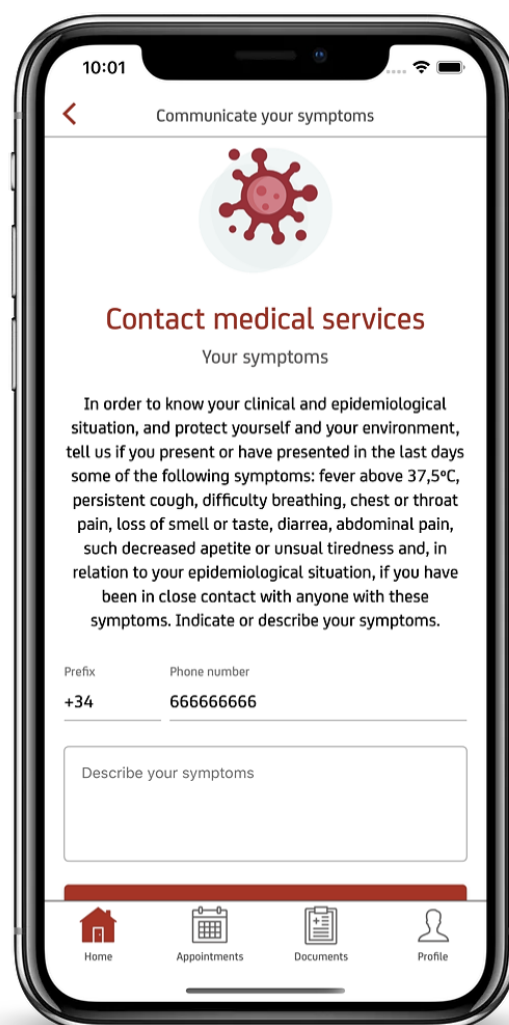 10:01
Communicate your symptoms
Contact medical services
Your symptoms
In order to know your clinical and epidemiological
situation, and protect yourself and your environment,
tell us if you present or have presented in the last days
some of the following symptoms: fever above 37,5ºC,
persistent cough, difficulty breathing, chest or throat
pain, loss of smell or taste, diarrea, abdominal pain,
such decreased apetite or unsual tiredness and, in
relation to your epidemiological situation, if you have
been in close contact with anyone with these
symptoms. Indicate or describe your symptoms.
Prefix Phone number
+34 666666666
Describe your symptoms
Home Appointments Documents Profile